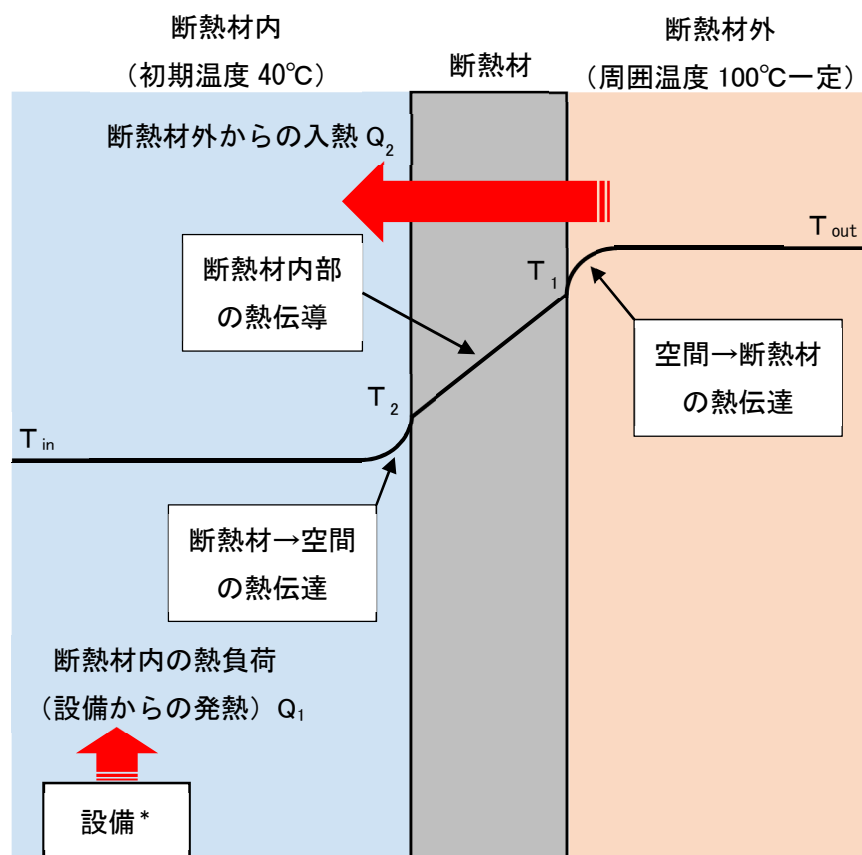 断熱材内
（初期温度 40℃）
断熱材
断熱材外
（周囲温度 100℃一定）
断熱材外からの入熱 Q₂
T out
断熱材内部
の熱伝導
T ₁
空間→断熱材
の熱伝達
T ₂
T in
断熱材→空間
の熱伝達
断熱材内の熱負荷
（設備からの発熱）Q₁
設備*